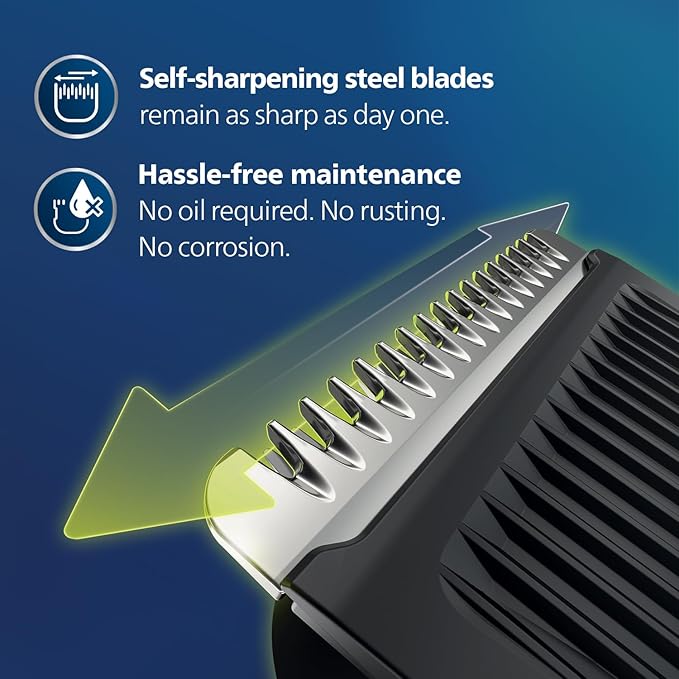 Self-sharpening steel blades
remain as sharp as day one.
Hassle-free maintenance
No oil required. No rusting.
No corrosion.